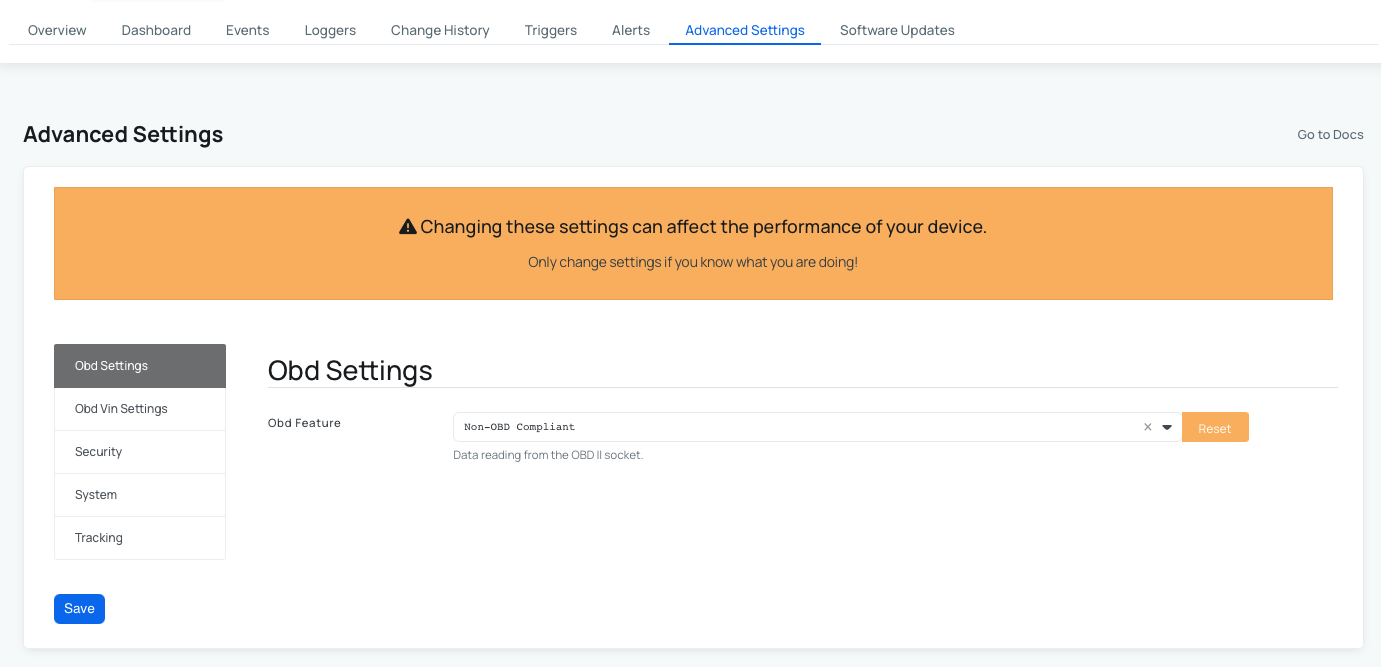 Overview Dashboard Events Loggers Change History Triggers Alerts Advanced Settings Software Updates
Advanced Settings
Go to Docs
Changing these settings can affect the performance of your device.
Only change settings if you know what you are doing!
Obd Settings
Obd Vin Settings
Security
System
Tracking
Obd Settings
Obd Feature
Non-OBD Compliant
×
Reset
Data reading from the OBD II socket.
Save